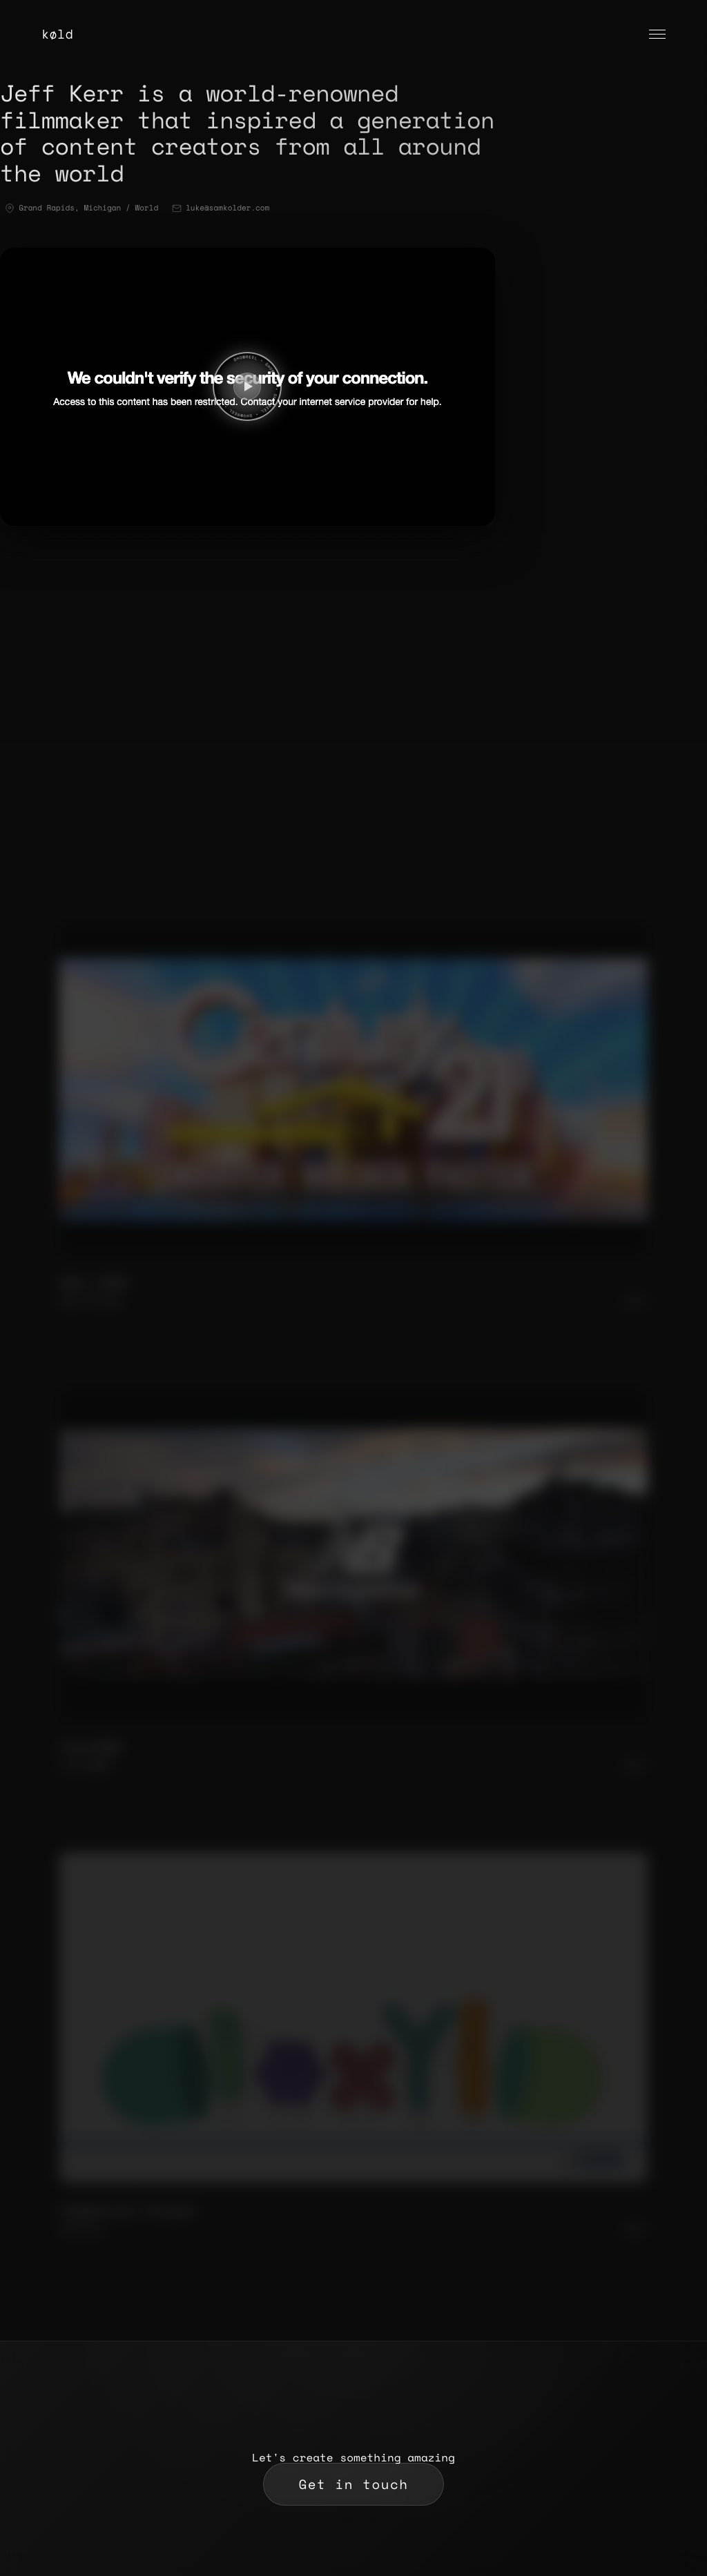 køld
Jeff Kerr is a world-renowned
filmmaker that inspired a generation
of content creators from all around
the world
Grand Rapids, Michigan / World
luke@samkolder.com
We couldn't verify the security of your connection.
Access to this content has been restricted. Contact your internet service provider for help.
Let's create something amazing
Get in touch